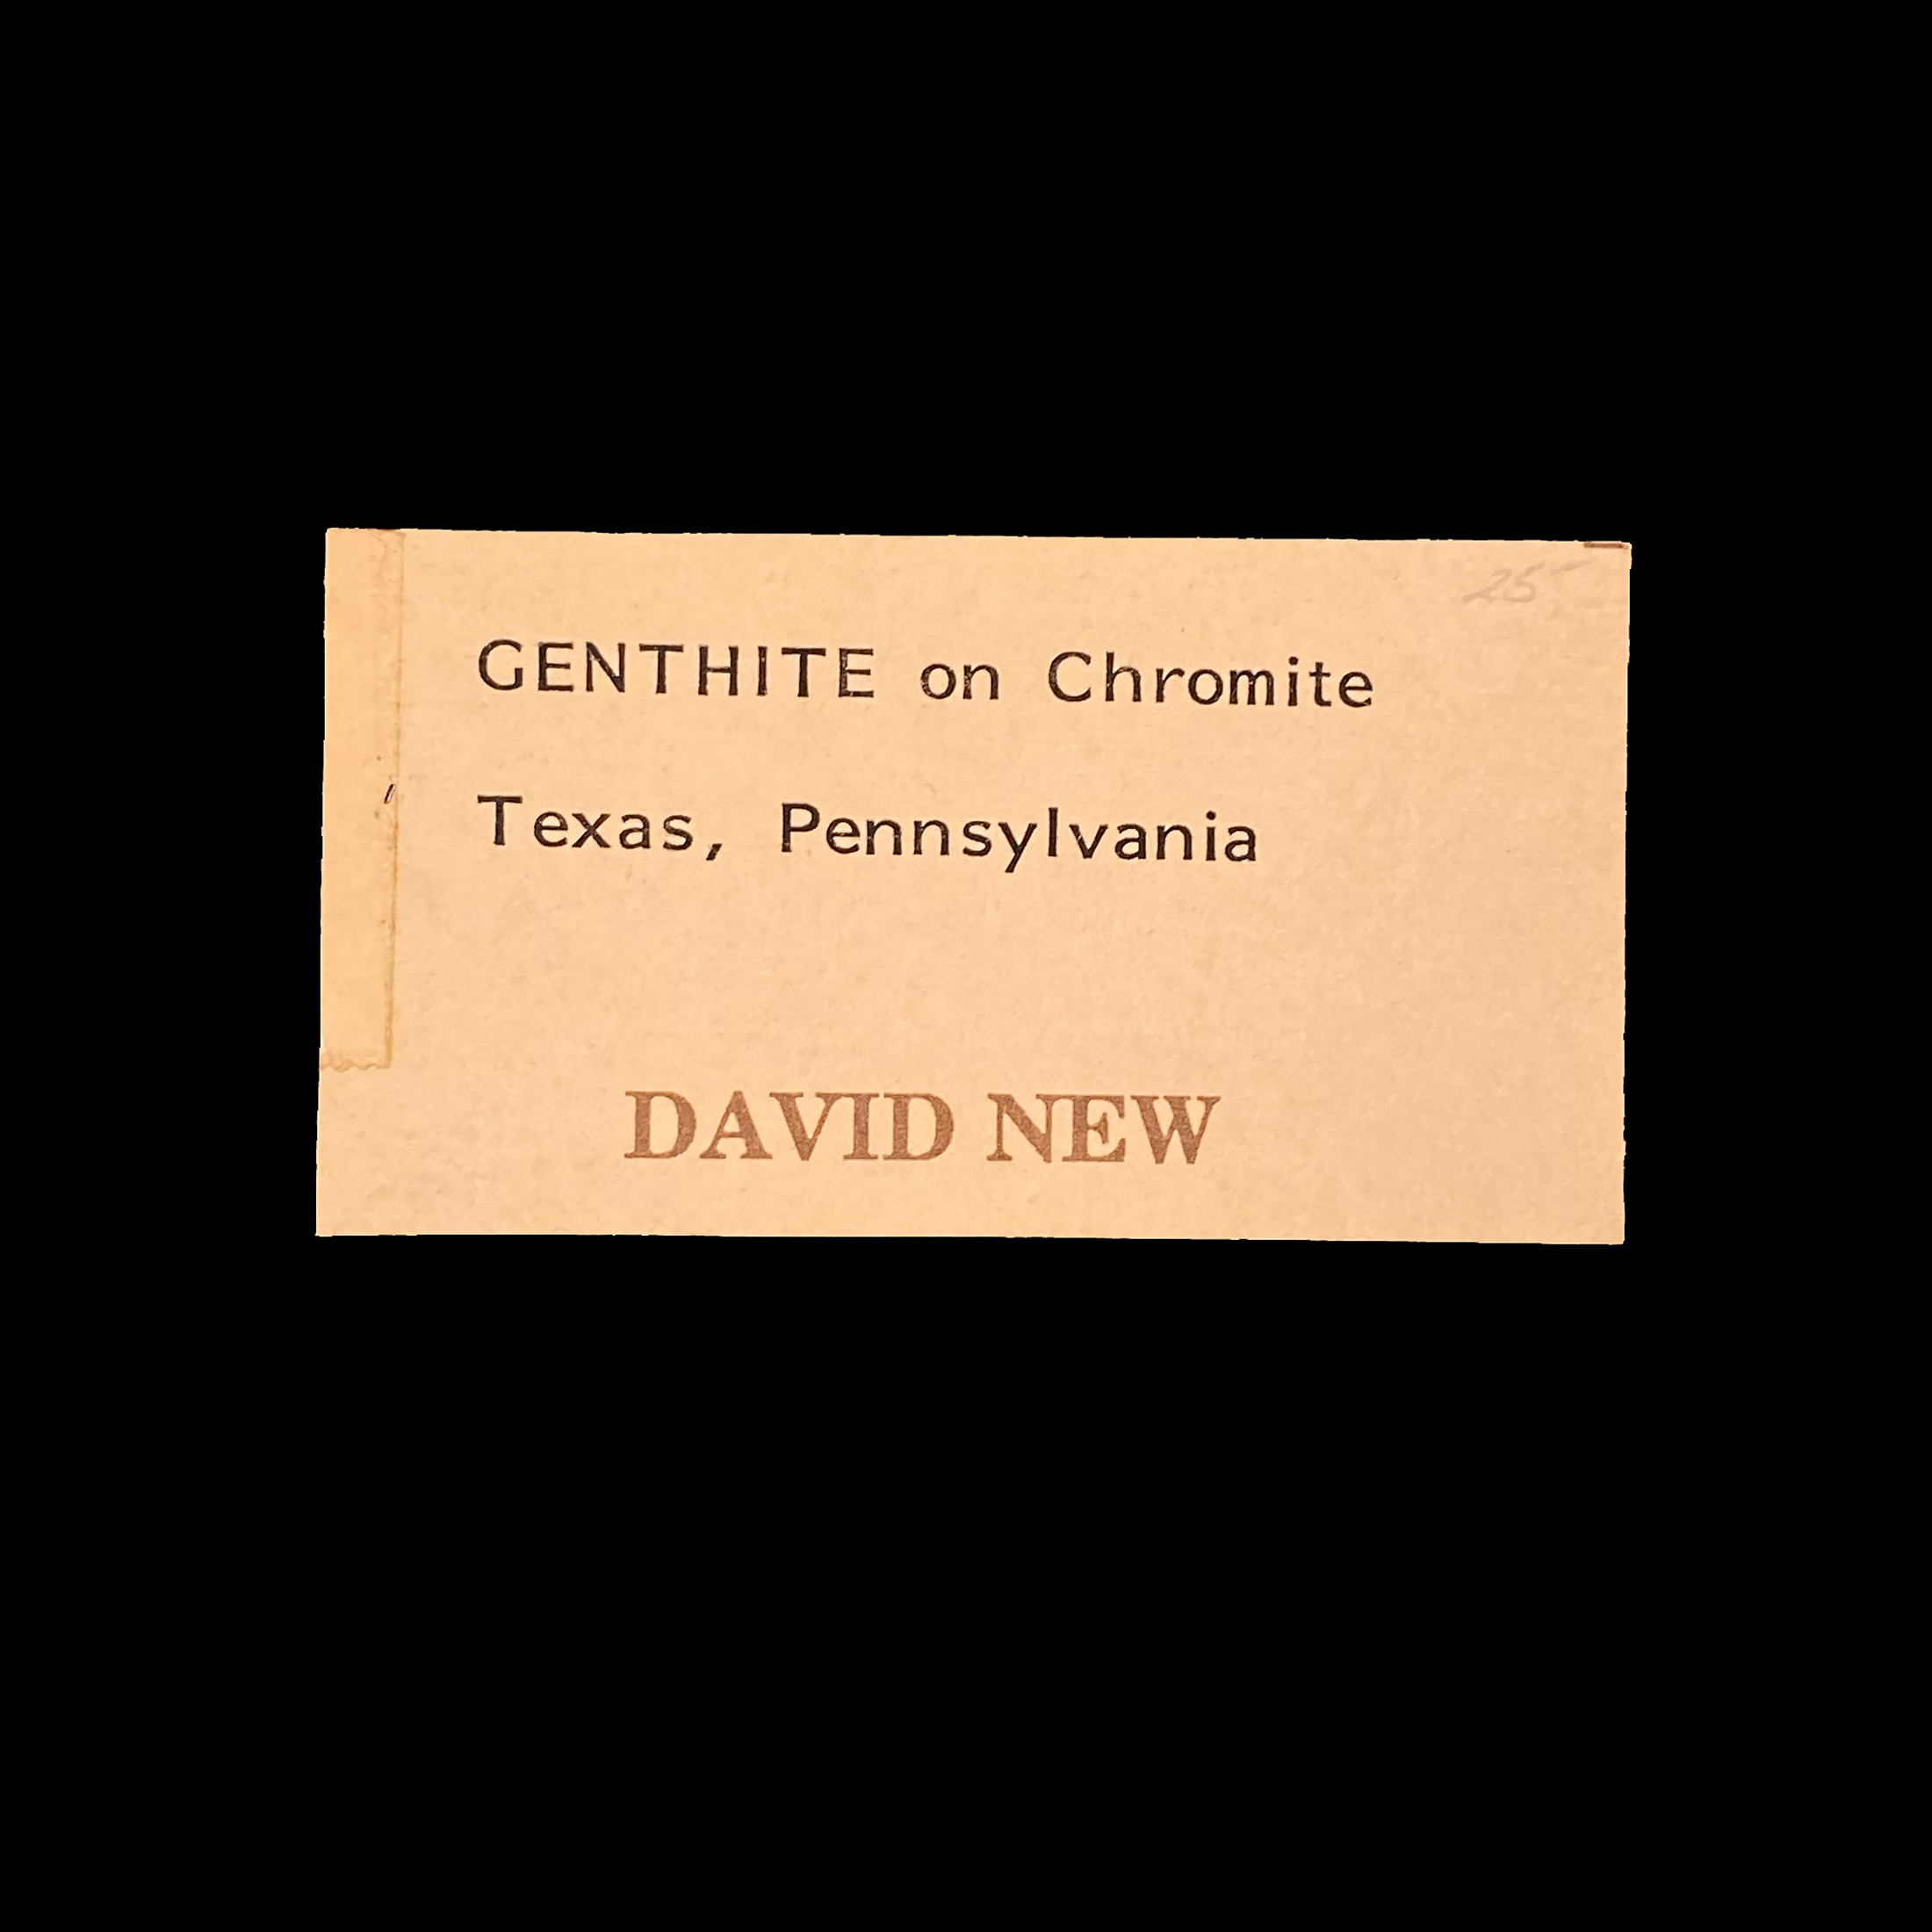 25
GENTHITE on Chromite
Texas, Pennsylvania
DAVID NEW